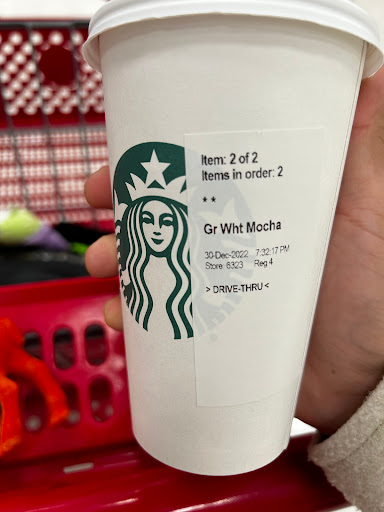 Item: 2 of 2
Items in order: 2
* *
Gr Wht Mocha
30-Dec-2022 7:32:17 PM
Store: 6323 Reg 4
> DRIVE-THRU <